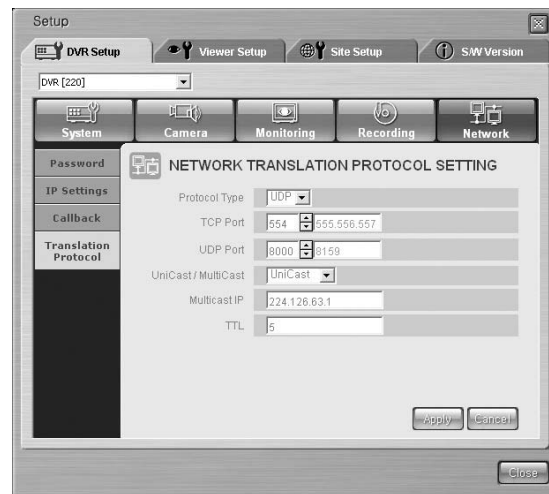 Setup
DVR Setup
Viewer Setup
Site Setup
S/W Version
DVR [220]
System
Camera
Monitoring
Recording
Network
Password
IP Settings
Callback
Translation
Protocol
NETWORK TRANSLATION PROTOCOL SETTING
Protocol Type UDP
TCP Port 554 555,556,557
UDP Port 8000 8159
UniCast / MultiCast UniCast
Multicast IP 224.126.63.1
TTL 5
Apply
Cancel
Close